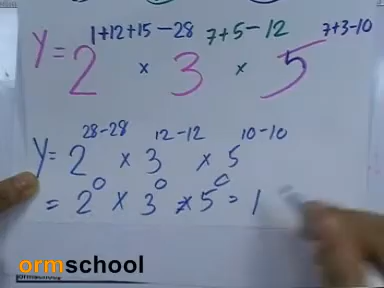 Y = 2^{1+12+15-28} × 3^{7+5-12} × 5^{7+3-10}
Y = 2^{28-28} × 3^{12-12} × 5^{10-10}
= 2^0 × 3^0 × 5^0 = 1
ormschool